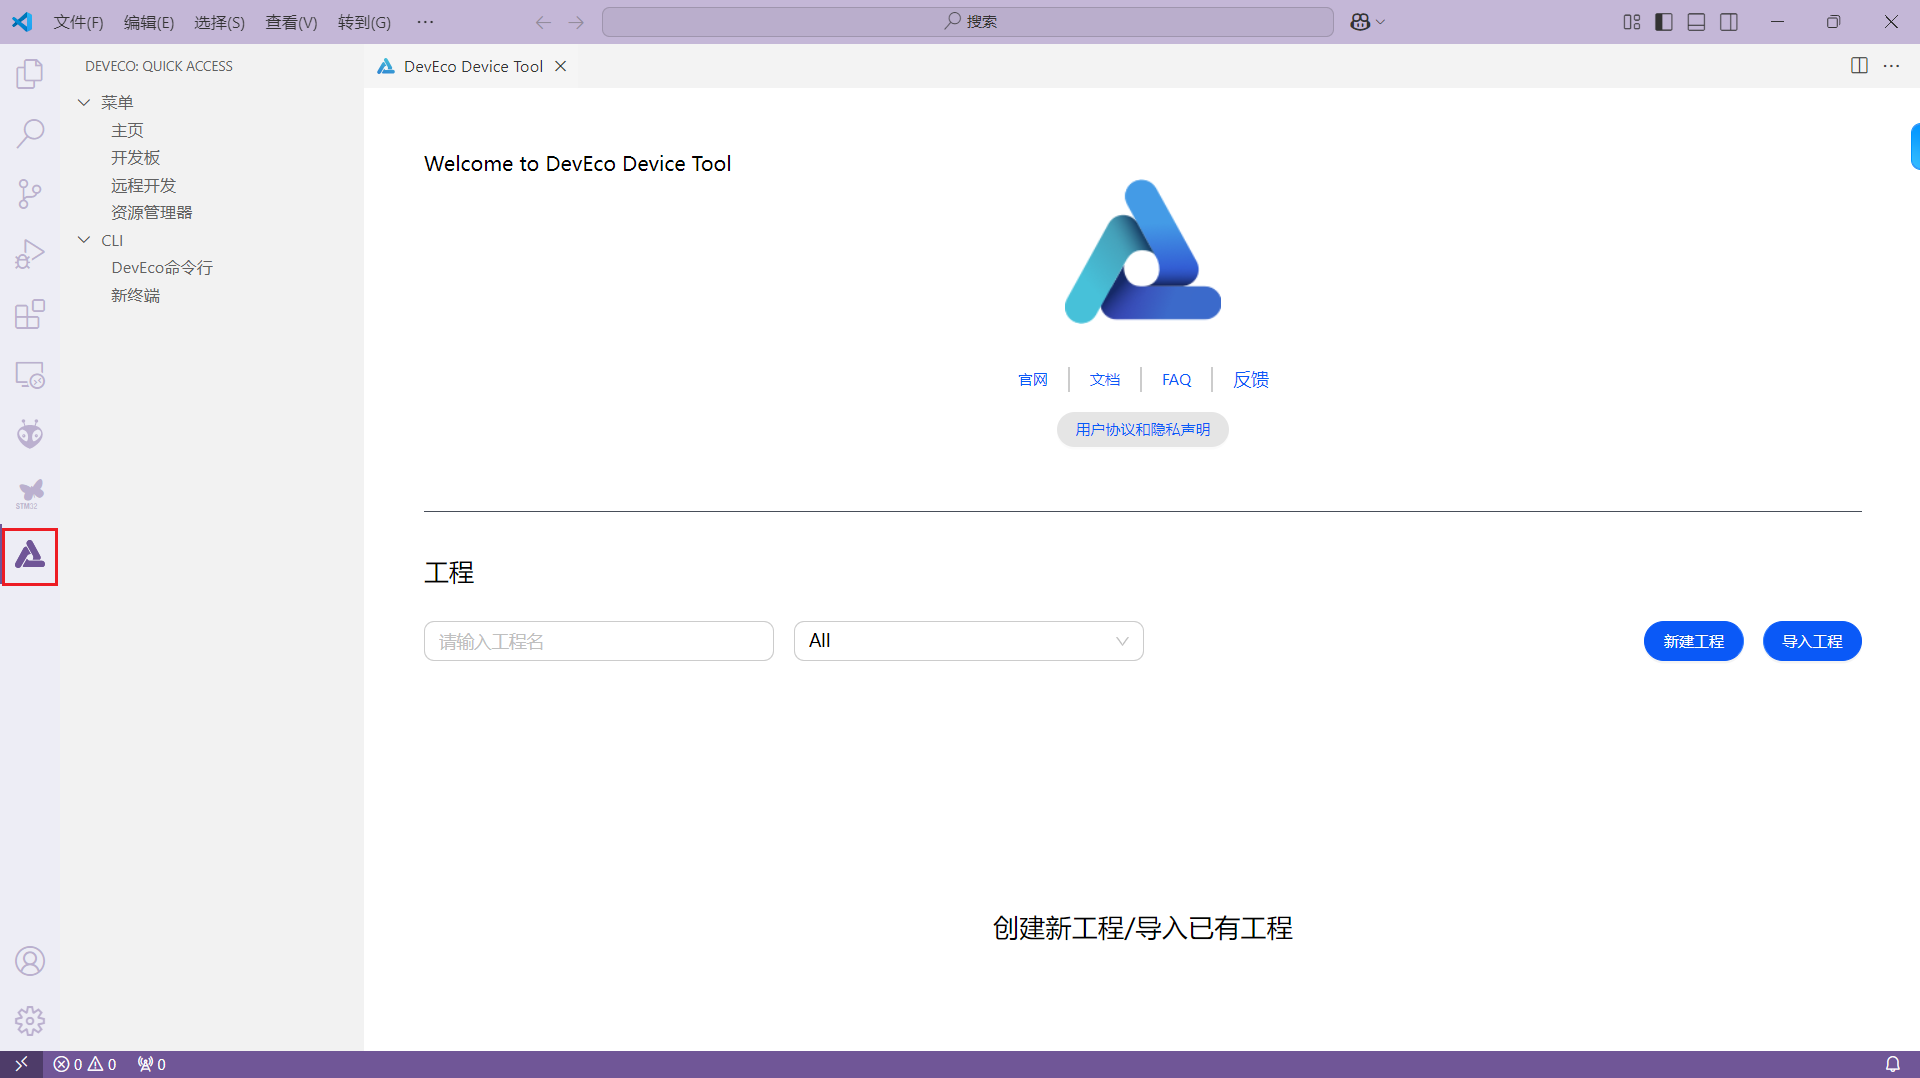 文件(F) 编辑(E) 选择(S) 查看(V) 转到(G) ··· 搜索
DEVECO: QUICK ACCESS
菜单
主页
开发板
远程开发
资源管理器
CLI
DevEco命令行
新终端
STM32
DevEco Device Tool
Welcome to DevEco Device Tool
官网 文档 FAQ 反馈
用户协议和隐私声明
工程
请输入工程名 All 新建工程 导入工程
创建新工程/导入已有工程
0 0 0